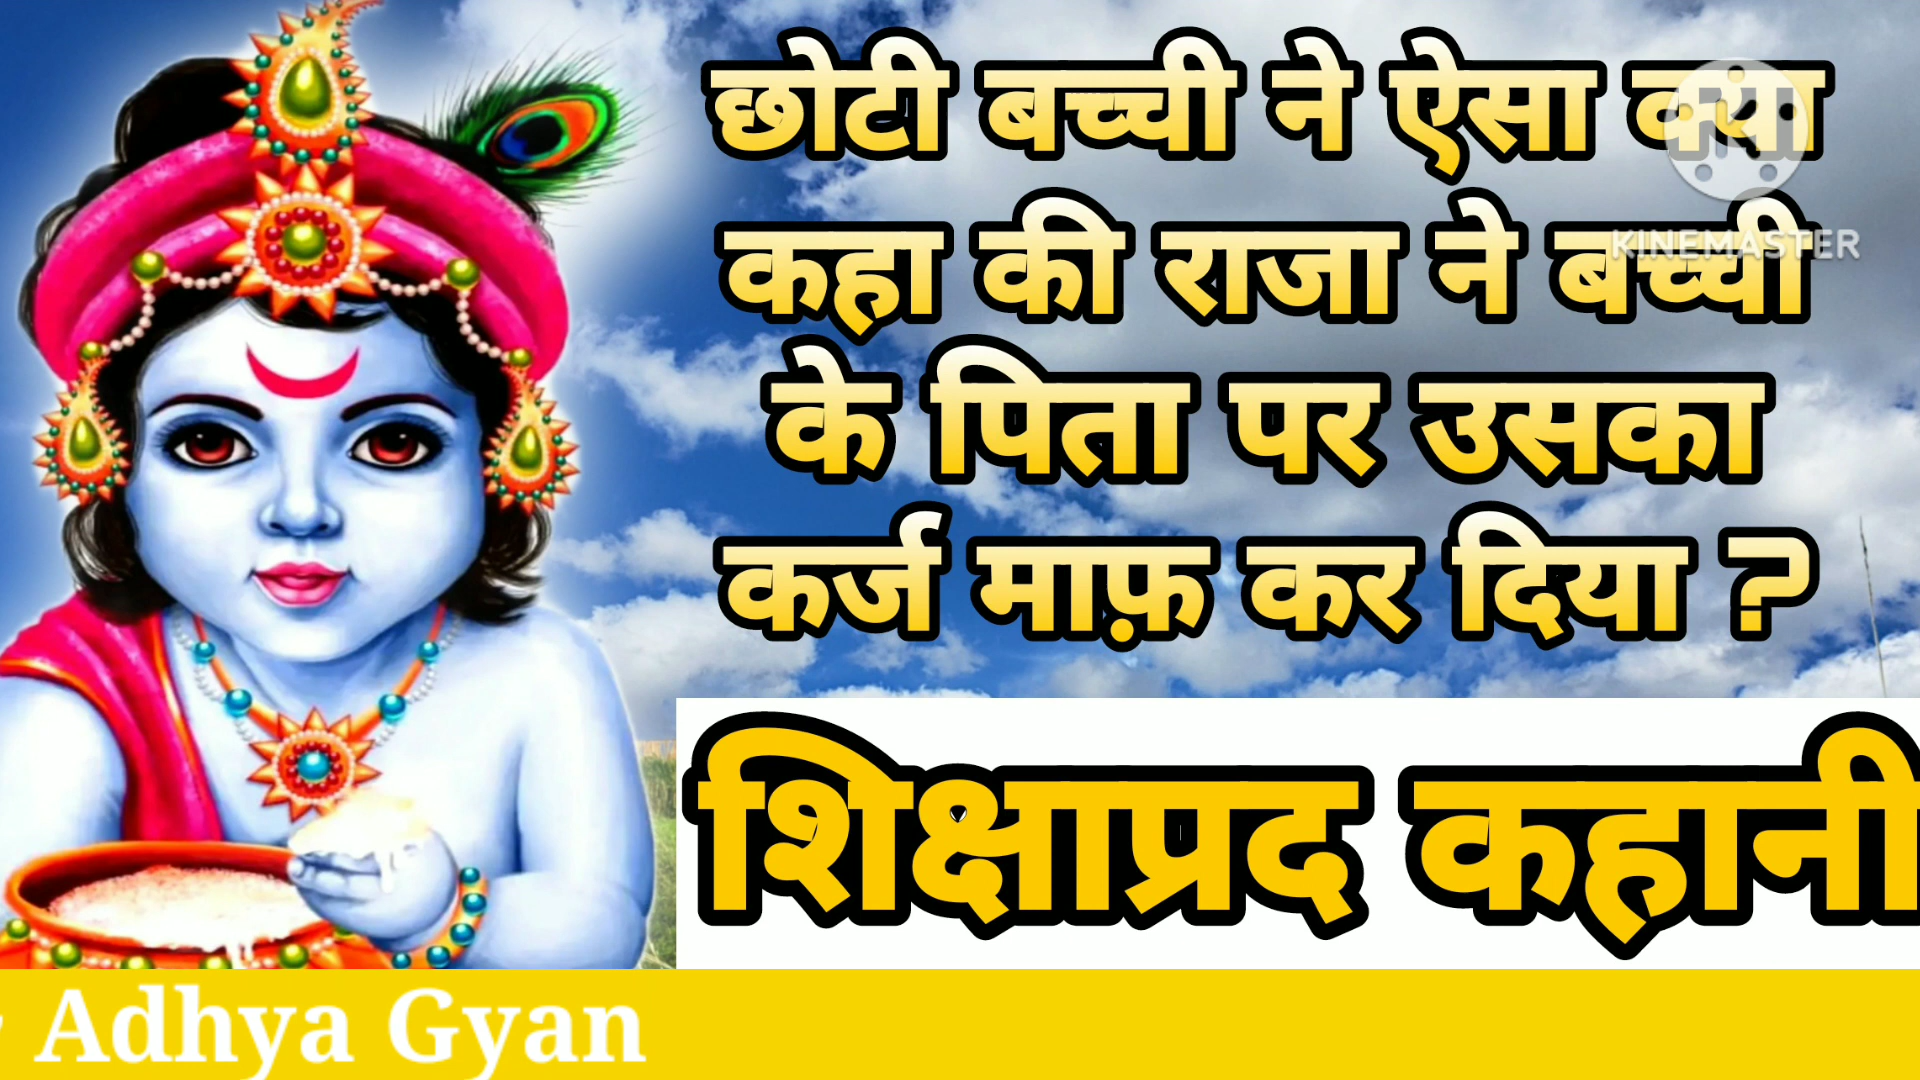 छोटी बच्ची ने ऐसा क्या
KINEMASTER
कहा की राजा ने बच्ची
के पिता पर उसका
कर्ज माफ़ कर दिया ?
शिक्षाप्रद कहानी
Adhya Gyan